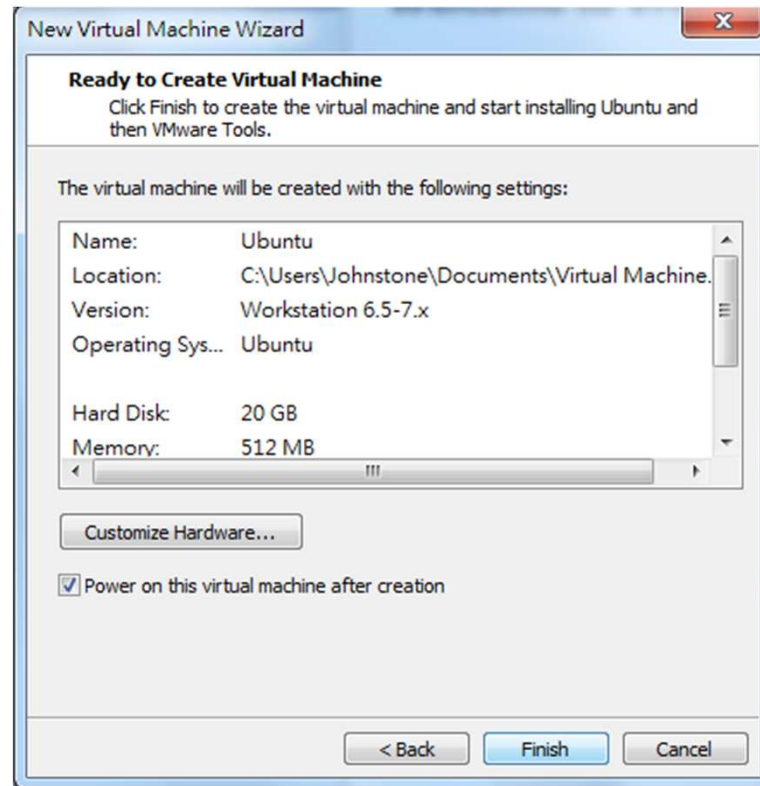 New Virtual Machine Wizard
Ready to Create Virtual Machine
Click Finish to create the virtual machine and start installing Ubuntu and
then VMware Tools.
The virtual machine will be created with the following settings:
Name: Ubuntu
Location: C:\Users\Johnstone\Documents\Virtual Machine.
Version: Workstation 6.5-7.x
Operating Sys... Ubuntu
Hard Disk: 20 GB
Memory: 512 MB
Customize Hardware...
Power on this virtual machine after creation
< Back Finish Cancel